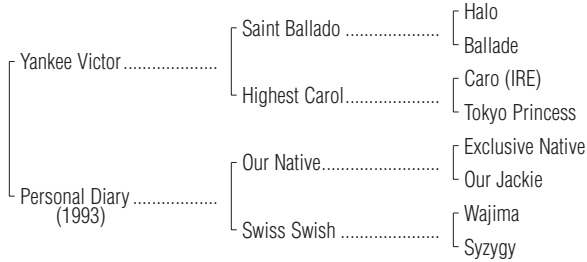 Halo
Saint Ballado ....................
Ballade
Yankee Victor ....................
Caro (IRE)
Highest Carol....................
Tokyo Princess
Exclusive Native
Our Native.........................
Our Jackie
Personal Diary ..................
(1993)
Wajima
Swiss Swish .....................
Syzygy